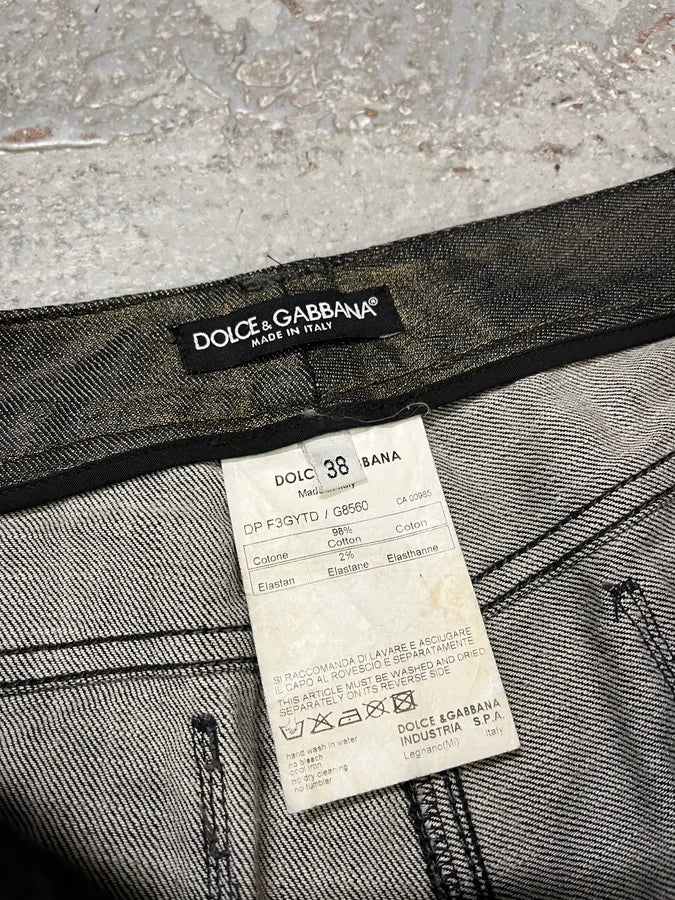 DOLCE & GABBANA®
MADE IN ITALY
38
DOLC BANA
Made in Italy
DP F3GYTD / G8560 CA 00985
98%
Cotone Cotton Coton
2%
Elastan Elastane Elasthanne
SI RACCOMANDA DI LAVARE E ASCIUGARE
IL CAPO AL ROVESCIO E SEPARATAMENTE
THIS ARTICLE MUST BE WASHED AND DRIED
SEPARATELY ON ITS REVERSE SIDE
hand wash in water
no bleach
cool iron
no dry cleaning
no tumbler
DOLCE &GABBANA
INDUSTRIA S.P.A.
Legnano(MI) Italy